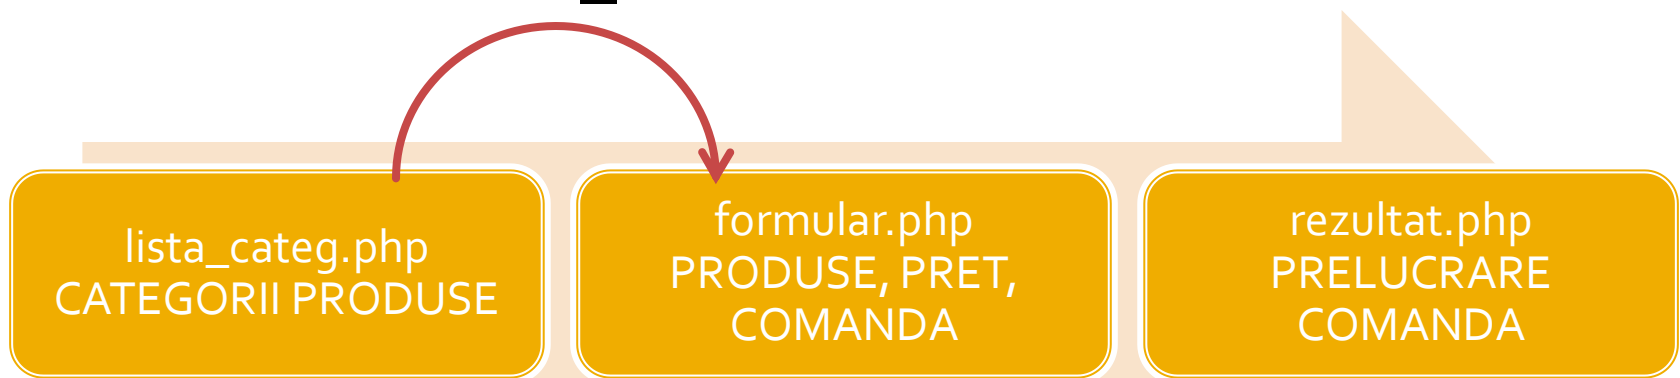 lista_categ.php
CATEGORII PRODUSE
formular.php
PRODUSE, PRET,
COMANDA
rezultat.php
PRELUCRARE
COMANDA